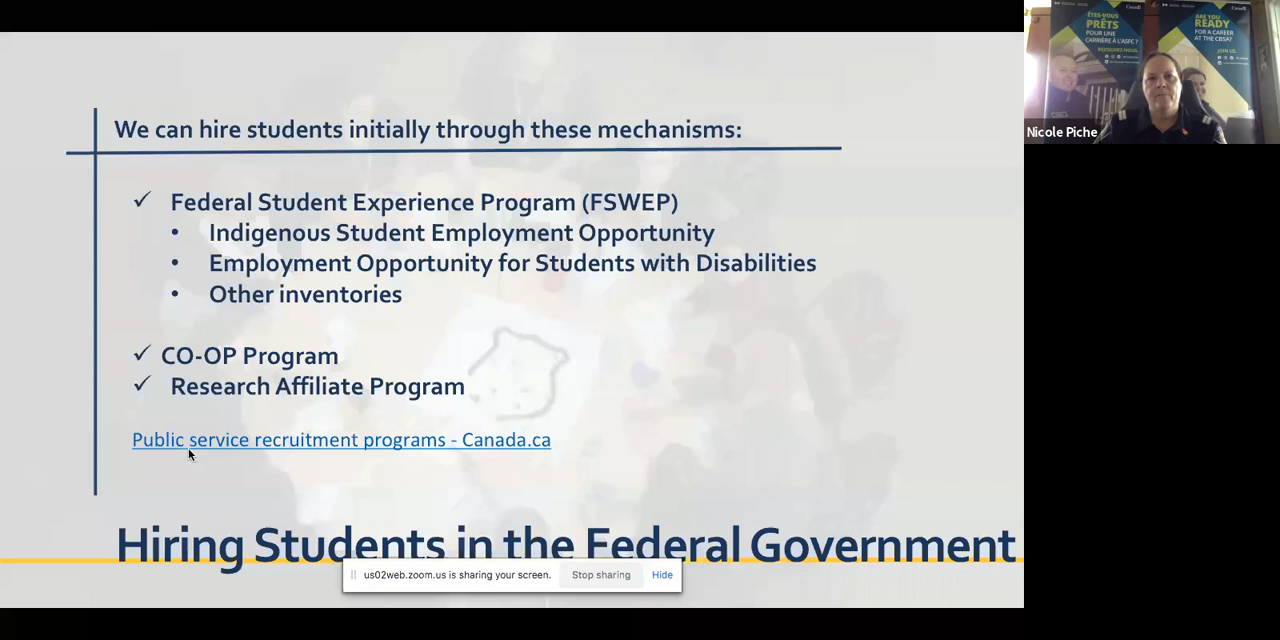 We can hire students initially through these mechanisms:
✓ Federal Student Experience Program (FSWEP)
• Indigenous Student Employment Opportunity
• Employment Opportunity for Students with Disabilities
• Other inventories
✓ CO-OP Program
✓ Research Affiliate Program
Public service recruitment programs - Canada.ca
Hiring Students in the Federal Government
us02web.zoom.us is sharing your screen. Stop sharing Hide
ÊTES-VOUS
PRÊTS
POUR UNE
CARRIÈRE À L'ASFC ?
Canada
ARE YOU
READY
FOR A CAREER
AT THE CBSA?
JOIN US.
Canada
Nicole Piche